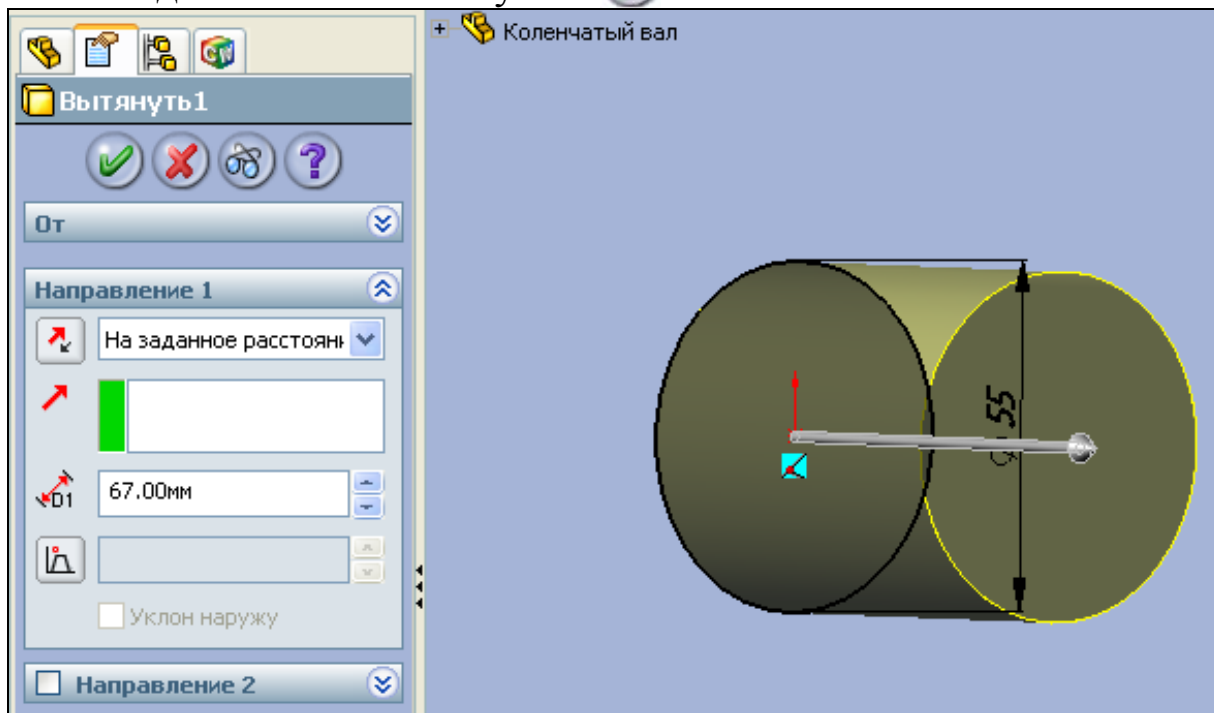 Коленчатый вал
Вытянуть1
От
Направление 1
На заданное расстоян
D1
67.00мм
Уклон наружу
Направление 2
⌀ 55